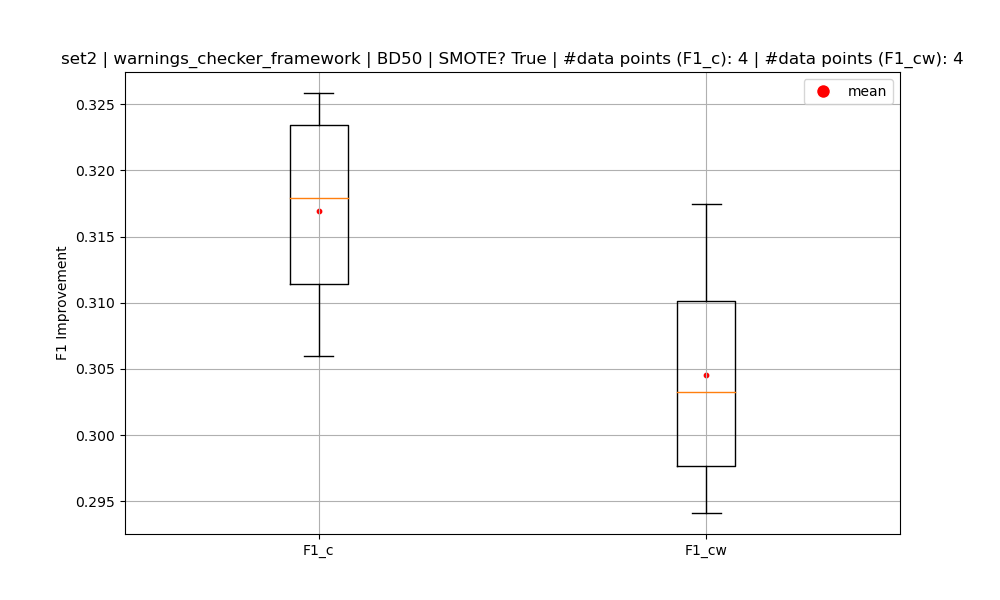 set2 | warnings_checker_framework | BD50 | SMOTE? True | #data points (F1_c): 4 | #data points (F1_cw): 4
mean
F1 Improvement
0.325
0.320
0.315
0.310
0.305
0.300
0.295
F1_c
F1_cw